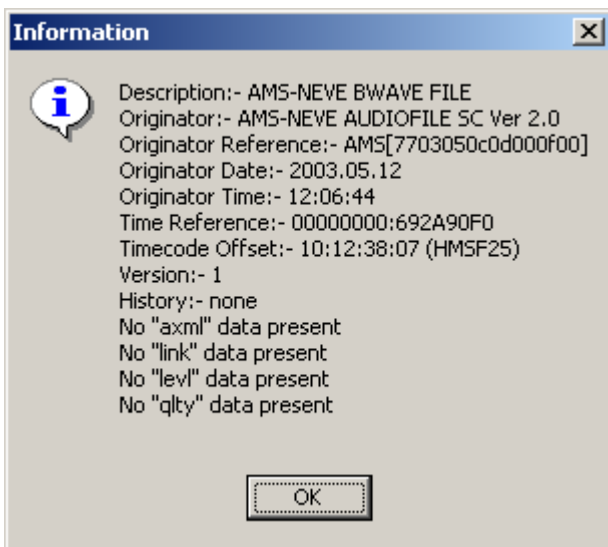 Information
Description:- AMS-NEVE BWAVE FILE
Originator:- AMS-NEVE AUDIOFILE SC Ver 2.0
Originator Reference:- AMS[7703050c0d000f00]
Originator Date:- 2003.05.12
Originator Time:- 12:06:44
Time Reference:- 00000000:692A90F0
Timecode Offset:- 10:12:38:07 (HMSF25)
Version:- 1
History:- none
No "axml" data present
No "link" data present
No "levl" data present
No "qlty" data present
OK